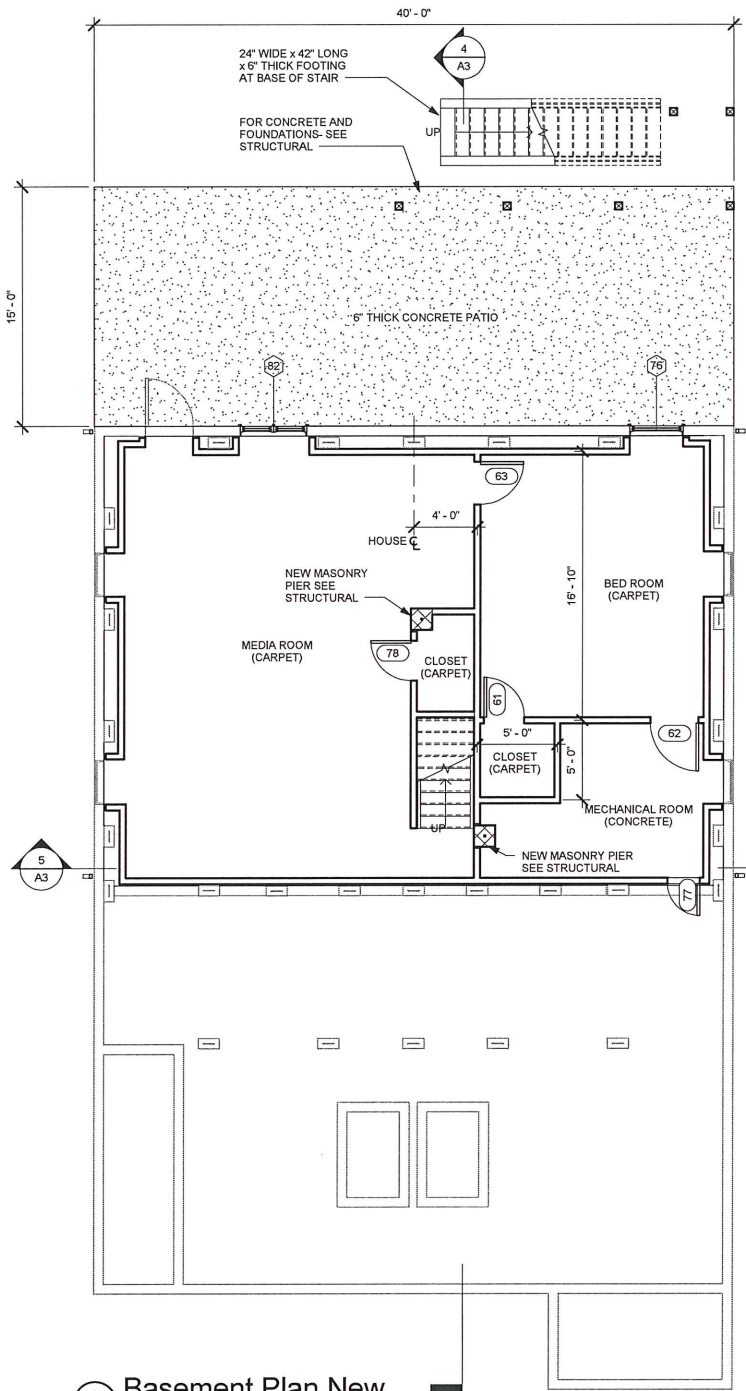 40' - 0"
24" WIDE x 42" LONG
x 6" THICK FOOTING
AT BASE OF STAIR
4
A3
UP
FOR CONCRETE AND
FOUNDATIONS- SEE
STRUCTURAL
15' - 0"
6" THICK CONCRETE PATIO
82
76
63
4' - 0"
HOUSE ℄
NEW MASONRY
PIER SEE
STRUCTURAL
16' - 10"
BED ROOM
(CARPET)
MEDIA ROOM
(CARPET)
78
CLOSET
(CARPET)
61
5' - 0"
62
CLOSET
(CARPET)
5' - 0"
MECHANICAL ROOM
(CONCRETE)
UP
NEW MASONRY PIER
SEE STRUCTURAL
5
A3
77
Basement Plan New